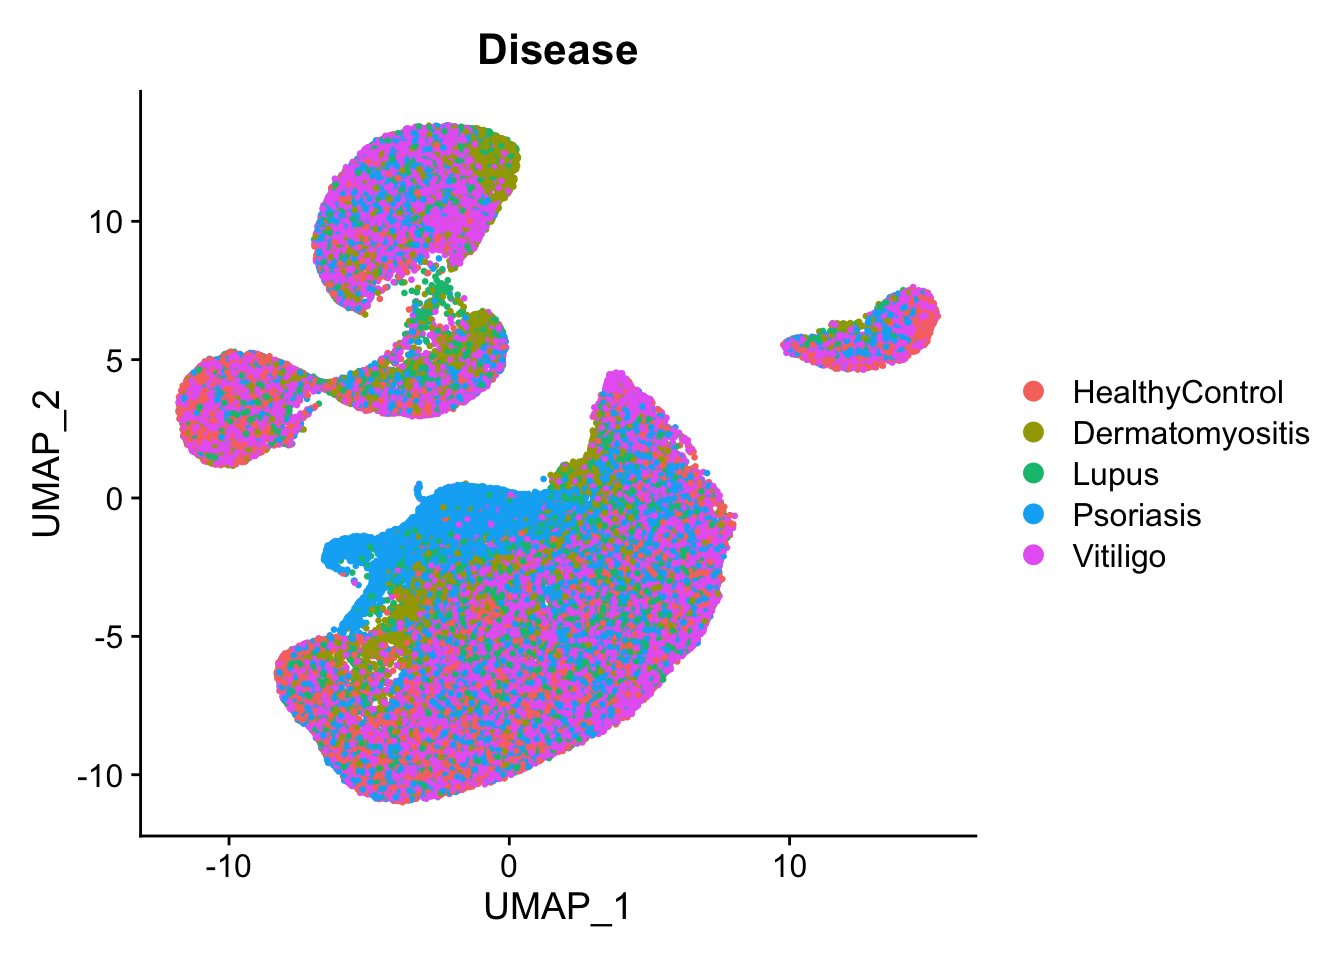 Disease
10
5
0
-5
-10
UMAP_2
-10
0
10
UMAP_1
HealthyControl
Dermatomyositis
Lupus
Psoriasis
Vitiligo